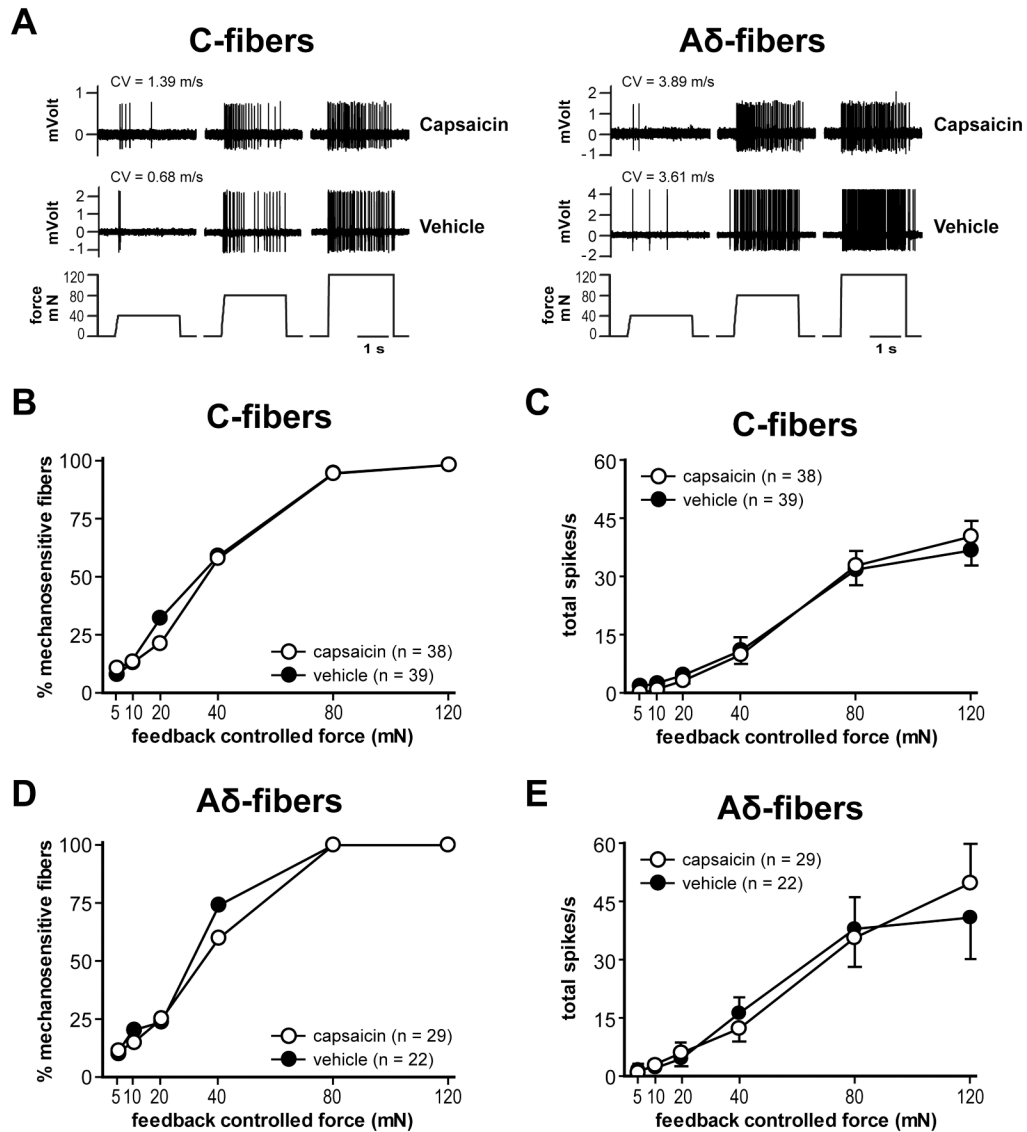 A
C-fibers
CV = 1.39 m/s
1
0
mVolt
Capsaicin
CV = 0.68 m/s
2
1
0
-1
mVolt
Vehicle
120
80
40
0
force
mN
1 s
Aδ-fibers
CV = 3.89 m/s
2
1
0
-1
mVolt
Capsaicin
CV = 3.61 m/s
4
2
0
-2
mVolt
Vehicle
120
80
40
0
force
mN
1 s
B
C-fibers
100
75
50
25
0
% mechanosensitive fibers
capsaicin (n = 38)
vehicle (n = 39)
5 10 20 40 80 120
feedback controlled force (mN)
C
C-fibers
60
45
30
15
0
total spikes/s
capsaicin (n = 38)
vehicle (n = 39)
5 10 20 40 80 120
feedback controlled force (mN)
D
Aδ-fibers
100
75
50
25
0
% mechanosensitive fibers
capsaicin (n = 29)
vehicle (n = 22)
5 10 20 40 80 120
feedback controlled force (mN)
E
Aδ-fibers
60
45
30
15
0
total spikes/s
capsaicin (n = 29)
vehicle (n = 22)
5 10 20 40 80 120
feedback controlled force (mN)